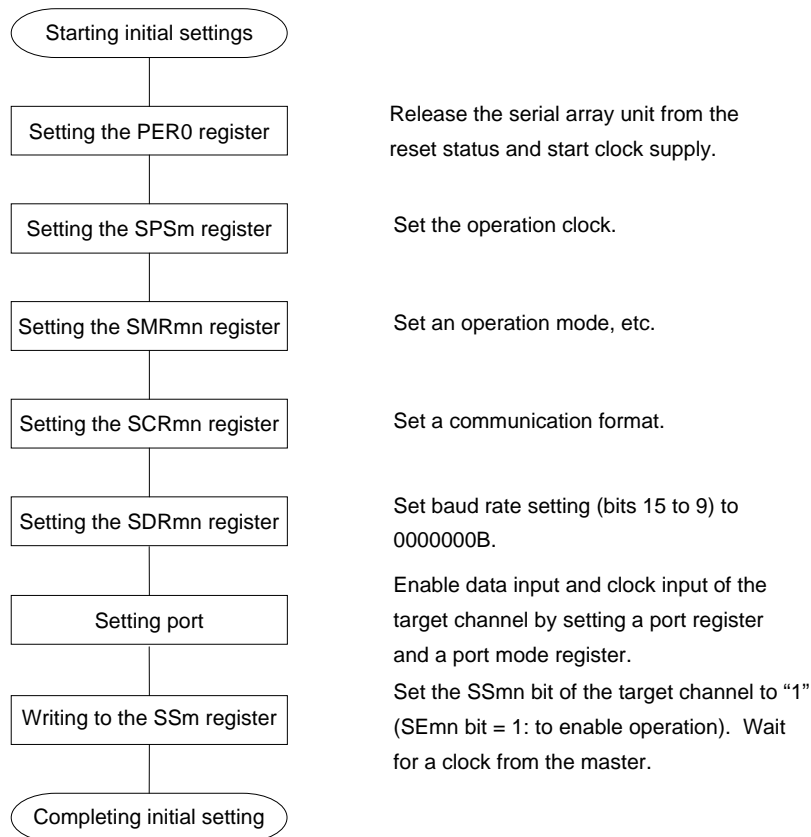 Starting initial settings
Setting the PER0 register
Release the serial array unit from the
reset status and start clock supply.
Setting the SPSm register
Set the operation clock.
Setting the SMRmn register
Set an operation mode, etc.
Setting the SCRmn register
Set a communication format.
Setting the SDRmn register
Set baud rate setting (bits 15 to 9) to
0000000B.
Setting port
Enable data input and clock input of the
target channel by setting a port register
and a port mode register.
Writing to the SSm register
Set the SSmn bit of the target channel to “1”
(SEmn bit = 1: to enable operation).  Wait
for a clock from the master.
Completing initial setting